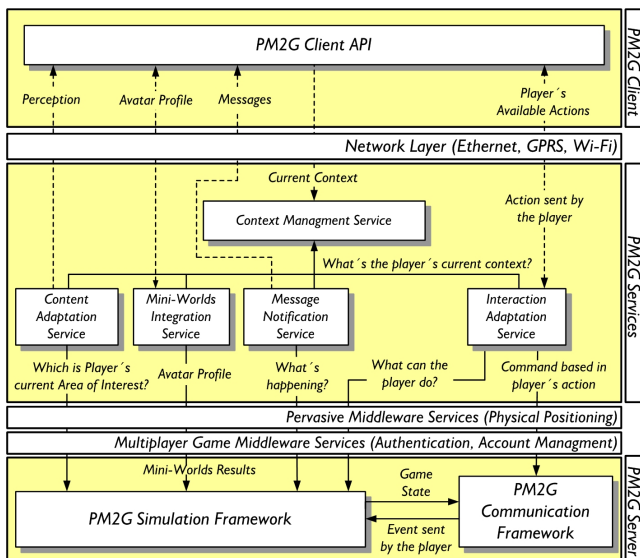 PM2G Client API
Perception
Avatar Profile
Messages
Player´s
Available Actions
PM2G Client
Network Layer (Ethernet, GPRS, Wi-Fi)
Current Context
Context Managment Service
Action sent by
the player
What´s the player´s current context?
Content
Adaptation
Service
Mini-Worlds
Integration
Service
Message
Notification
Service
Interaction
Adaptation
Service
PM2G Services
Which is Player´s
current Area of Interest?
Avatar Profile
What´s
happening?
What can the
player do?
Command based in
player´s action
Pervasive Middleware Services (Physical Positioning)
Multiplayer Game Middleware Services (Authentication, Account Managment)
Mini-Worlds Results
Game
State
PM2G Simulation Framework
Event sent
by the player
PM2G
Communication
Framework
PM2G Server